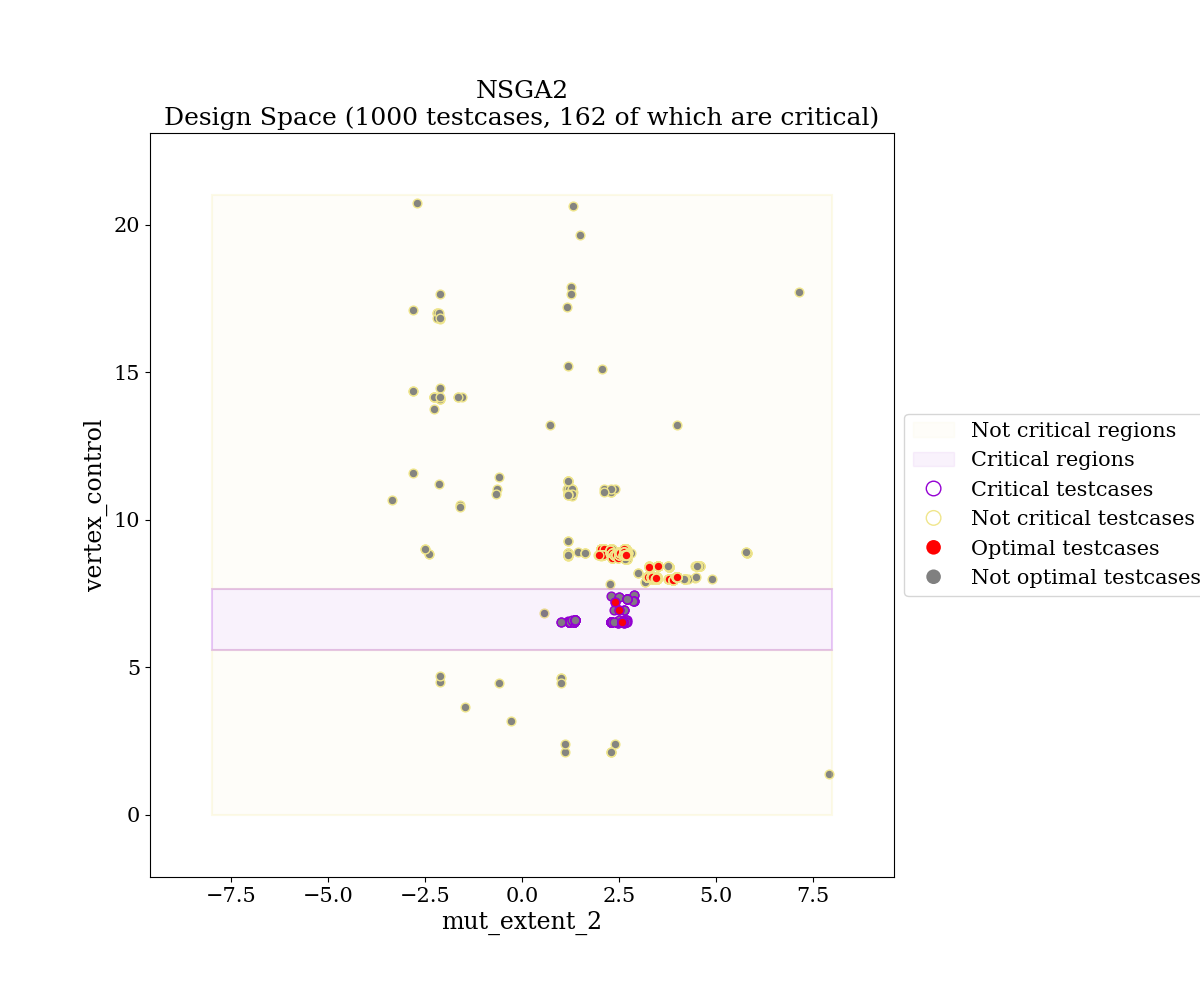 NSGA2
Design Space (1000 testcases, 162 of which are critical)
20
15
10
5
0
vertex_control
−7.5
−5.0
−2.5
0.0
2.5
5.0
7.5
mut_extent_2
Not critical regions
Critical regions
Critical testcases
Not critical testcases
Optimal testcases
Not optimal testcases